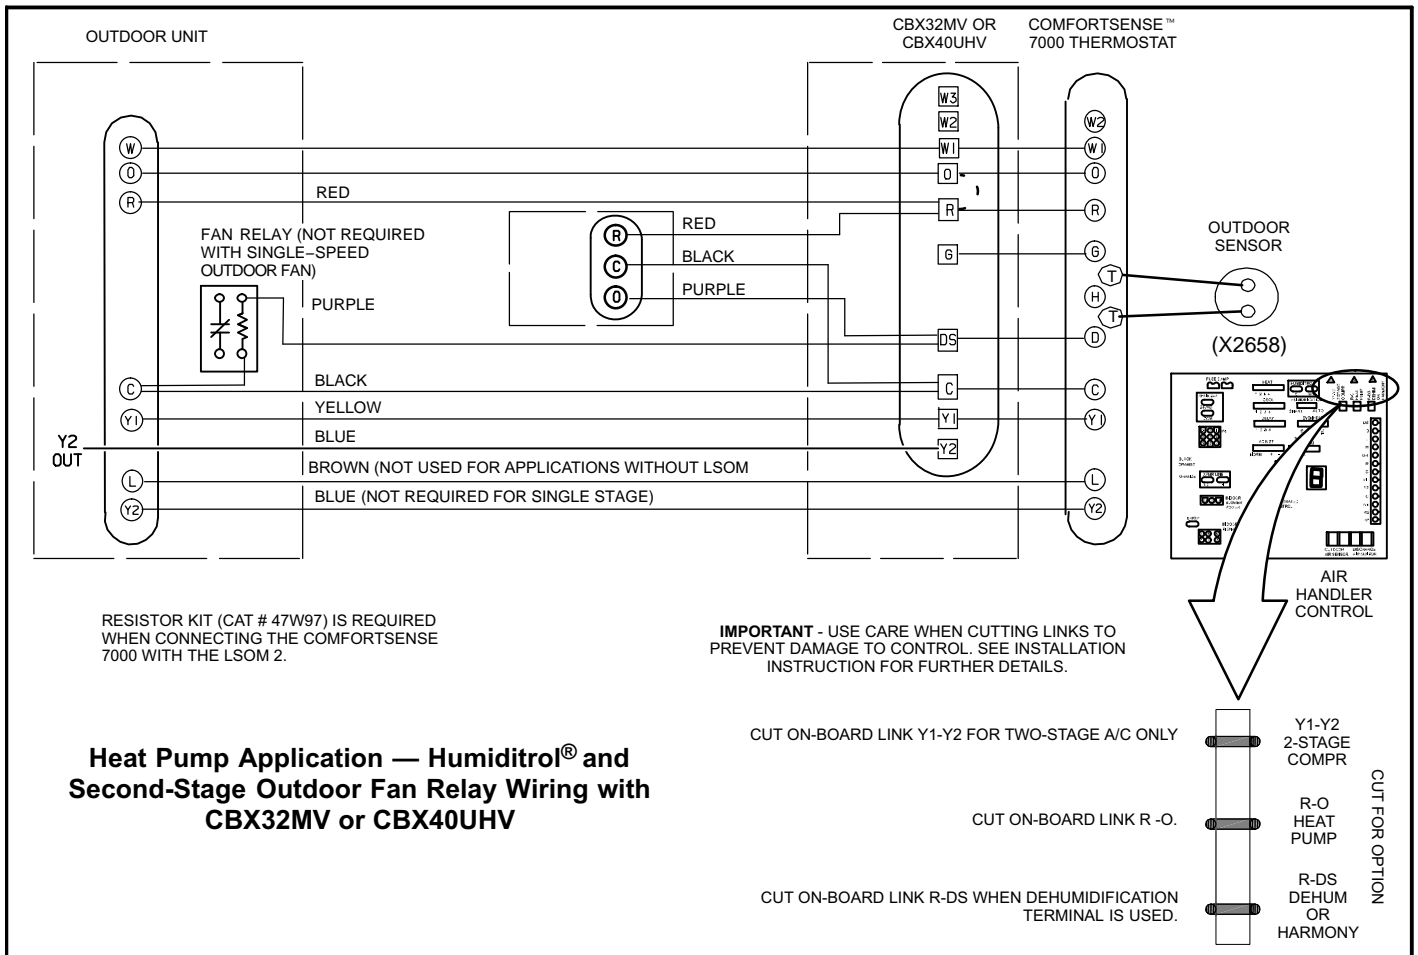 OUTDOOR UNIT
CBX32MV OR
CBX40UHV
COMFORTSENSE™
7000 THERMOSTAT
W3
W2
W2
W
W1
W1
O
O
O
R
RED
R
R
FAN RELAY (NOT REQUIRED
WITH SINGLE–SPEED
OUTDOOR FAN)
R
RED
OUTDOOR
SENSOR
C
BLACK
G
G
T
PURPLE
O
PURPLE
H
T
DS
D
(X2658)
C
BLACK
C
C
Y1
YELLOW
Y1
Y1
Y2
OUT
BLUE
Y2
BROWN (NOT USED FOR APPLICATIONS WITHOUT LSOM
L
L
BLUE (NOT REQUIRED FOR SINGLE STAGE)
Y2
Y2
HEAT
COOL
ADJUST
AIR
HANDLER
CONTROL
RESISTOR KIT (CAT # 47W97) IS REQUIRED
WHEN CONNECTING THE COMFORTSENSE
7000 WITH THE LSOM 2.
IMPORTANT - USE CARE WHEN CUTTING LINKS TO
PREVENT DAMAGE TO CONTROL. SEE INSTALLATION
INSTRUCTION FOR FURTHER DETAILS.
Heat Pump Application — Humiditrol® and
Second-Stage Outdoor Fan Relay Wiring with
CBX32MV or CBX40UHV
CUT ON-BOARD LINK Y1-Y2 FOR TWO-STAGE A/C ONLY
Y1-Y2
2-STAGE
COMPR
CUT ON-BOARD LINK R -O.
R-O
HEAT
PUMP
CUT ON-BOARD LINK R-DS WHEN DEHUMIDIFICATION
TERMINAL IS USED.
R-DS
DEHUM
OR
HARMONY
CUT FOR OPTION